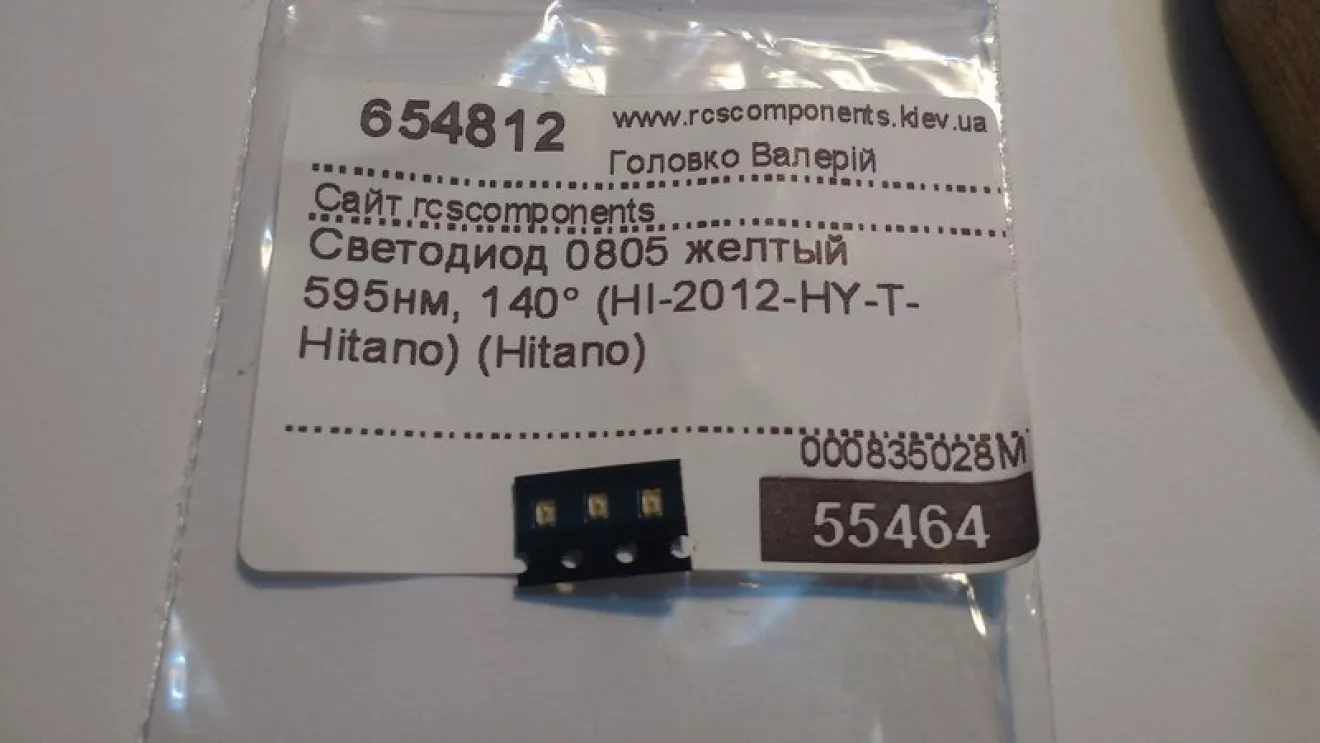 654812
www.rcscomponents.kiev.ua
Головко Валерій
Сайт rcscomponents
Светодиод 0805 желтый
595нм, 140° (HI-2012-HY-T-
Hitano) (Hitano)
000835028М
55464